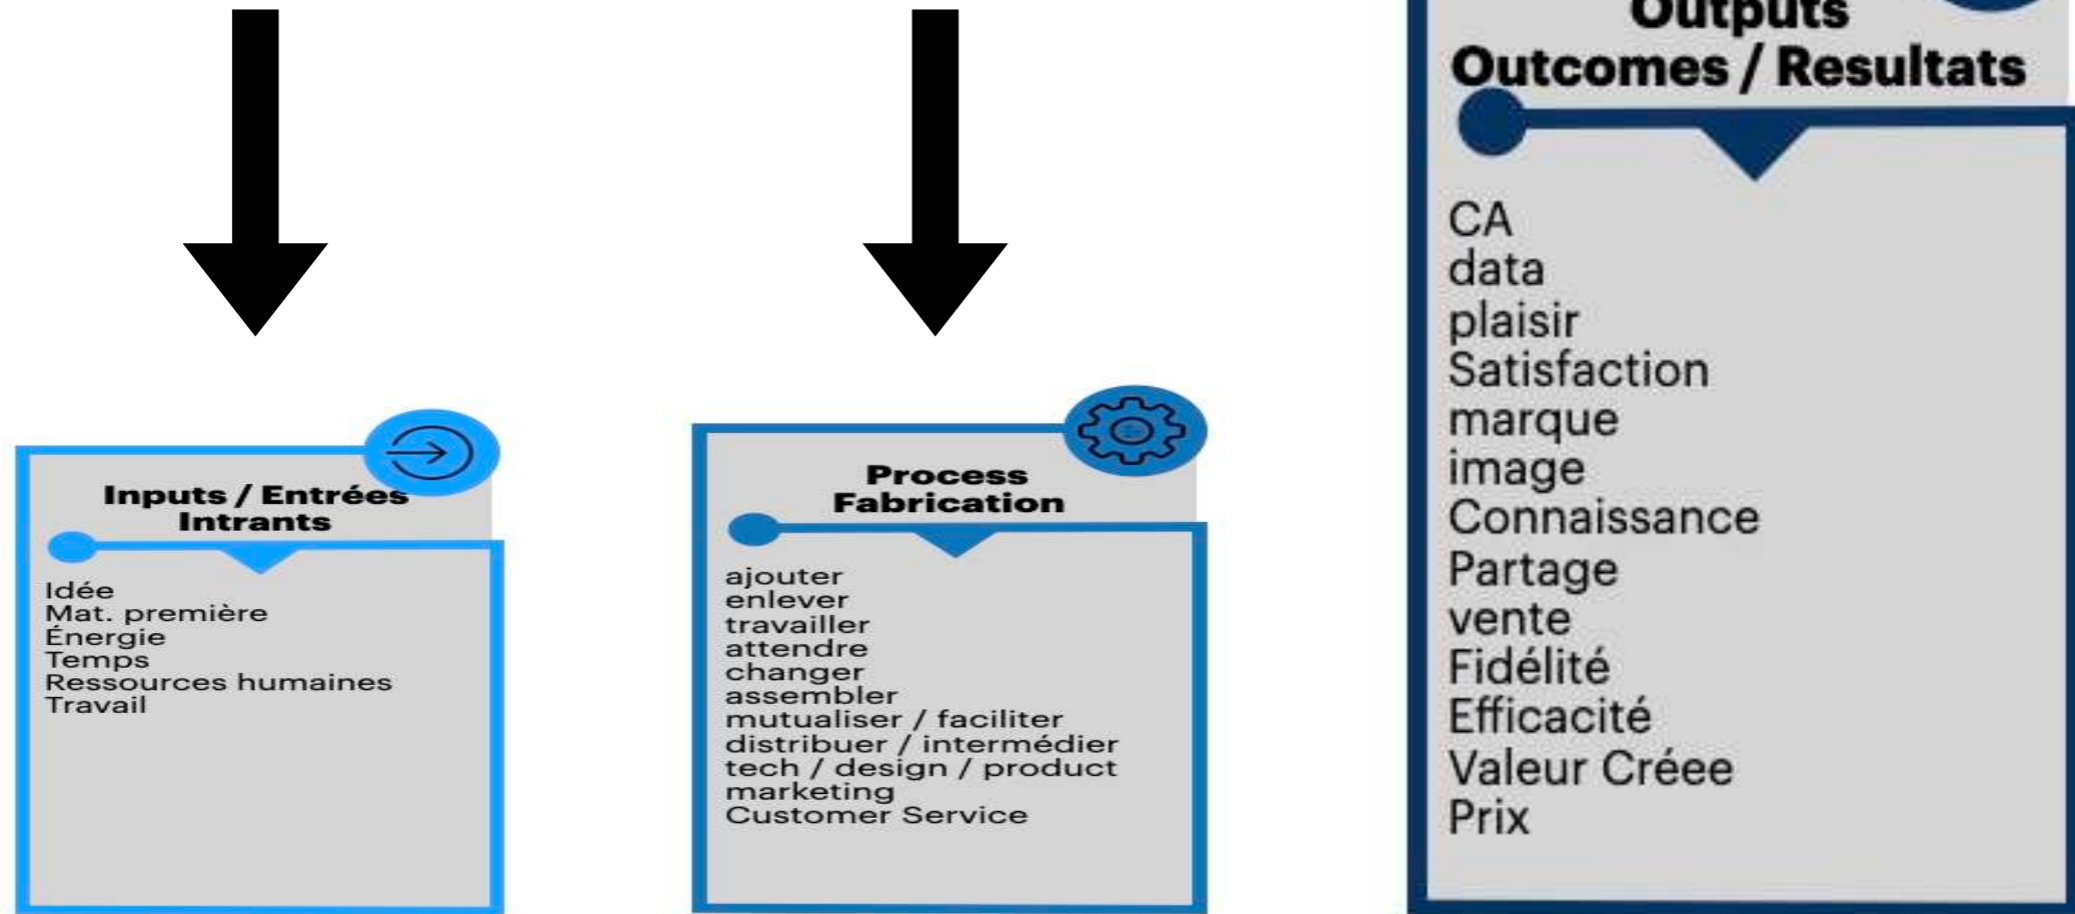 Inputs / Entrées
Intrants
Idée
Mat. première
Énergie
Temps
Ressources humaines
Travail
Process
Fabrication
ajouter
enlever
travailler
attendre
changer
assembler
mutualiser / faciliter
distribuer / intermédier
tech / design / product
marketing
Customer Service
Outputs
Outcomes / Resultats
CA
data
plaisir
Satisfaction
marque
image
Connaissance
Partage
vente
Fidélité
Efficacité
Valeur Créee
Prix